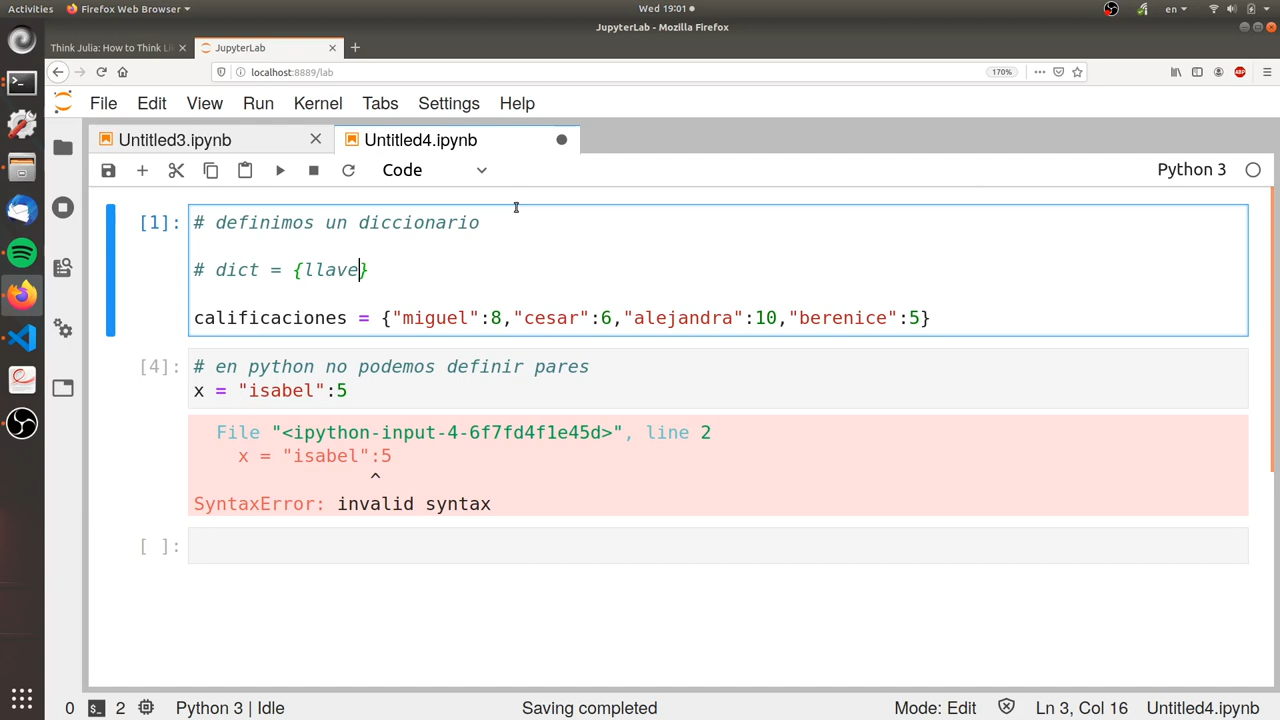 Activities Firefox Web Browser Wed 19:01 en
JupyterLab - Mozilla Firefox
Think Julia: How to Think Li JupyterLab
localhost:8889/lab 170% ABP
File Edit View Run Kernel Tabs Settings Help
Untitled3.ipynb Untitled4.ipynb
Code Python 3
[1]: # definimos un diccionario
# dict = {llave}
calificaciones = {"miguel":8,"cesar":6,"alejandra":10,"berenice":5}
[4]: # en python no podemos definir pares
x = "isabel":5
File "<ipython-input-4-6f7fd4f1e45d>", line 2
x = "isabel":5
^
SyntaxError: invalid syntax
[ ]:
0 $_ 2 Python 3 | Idle Saving completed Mode: Edit Ln 3, Col 16 Untitled4.ipynb